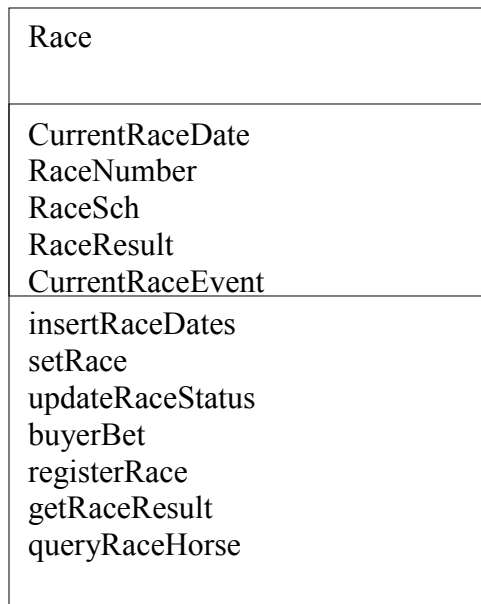 Race
CurrentRaceDate
RaceNumber
RaceSch
RaceResult
CurrentRaceEvent
insertRaceDates
setRace
updateRaceStatus
buyerBet
registerRace
getRaceResult
queryRaceHorse